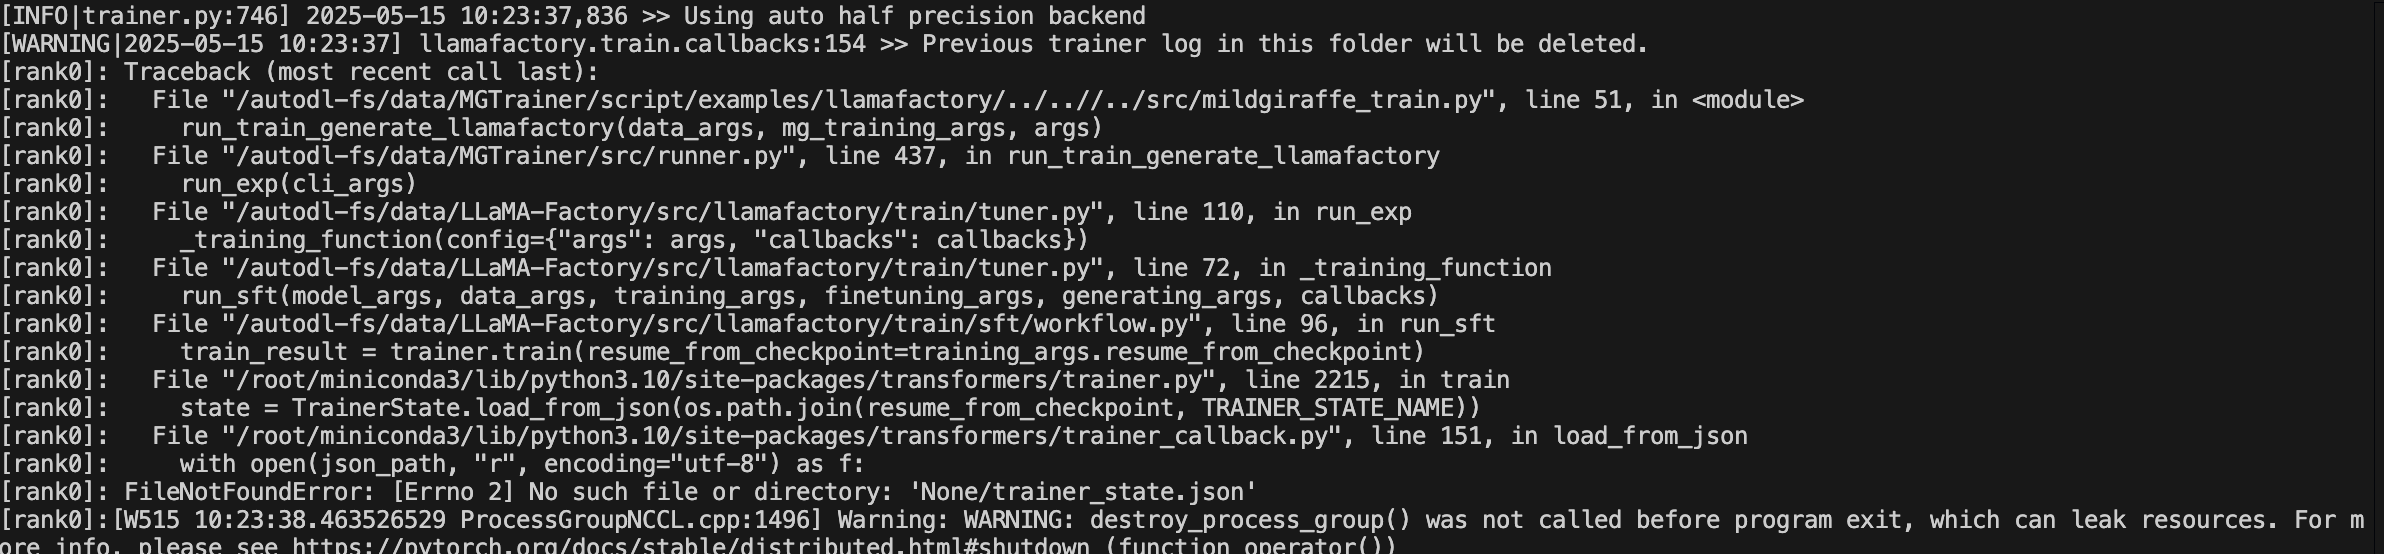 [INFO|trainer.py:746] 2025-05-15 10:23:37,836 >> Using auto half precision backend
[WARNING|2025-05-15 10:23:37] llamafactory.train.callbacks:154 >> Previous trainer log in this folder will be deleted.
[rank0]: Traceback (most recent call last):
[rank0]:   File "/autodl-fs/data/MGTrainer/script/examples/llamafactory/../..//../src/mildgiraffe_train.py", line 51, in <module>
[rank0]:     run_train_generate_llamafactory(data_args, mg_training_args, args)
[rank0]:   File "/autodl-fs/data/MGTrainer/src/runner.py", line 437, in run_train_generate_llamafactory
[rank0]:     run_exp(cli_args)
[rank0]:   File "/autodl-fs/data/LLaMA-Factory/src/llamafactory/train/tuner.py", line 110, in run_exp
[rank0]:     _training_function(config={"args": args, "callbacks": callbacks})
[rank0]:   File "/autodl-fs/data/LLaMA-Factory/src/llamafactory/train/tuner.py", line 72, in _training_function
[rank0]:     run_sft(model_args, data_args, training_args, finetuning_args, generating_args, callbacks)
[rank0]:   File "/autodl-fs/data/LLaMA-Factory/src/llamafactory/train/sft/workflow.py", line 96, in run_sft
[rank0]:     train_result = trainer.train(resume_from_checkpoint=training_args.resume_from_checkpoint)
[rank0]:   File "/root/miniconda3/lib/python3.10/site-packages/transformers/trainer.py", line 2215, in train
[rank0]:     state = TrainerState.load_from_json(os.path.join(resume_from_checkpoint, TRAINER_STATE_NAME))
[rank0]:   File "/root/miniconda3/lib/python3.10/site-packages/transformers/trainer_callback.py", line 151, in load_from_json
[rank0]:     with open(json_path, "r", encoding="utf-8") as f:
[rank0]: FileNotFoundError: [Errno 2] No such file or directory: 'None/trainer_state.json'
[rank0]:[W515 10:23:38.463526529 ProcessGroupNCCL.cpp:1496] Warning: WARNING: destroy_process_group() was not called before program exit, which can leak resources. For m
ore info, please see https://pytorch.org/docs/stable/distributed.html#shutdown (function operator())